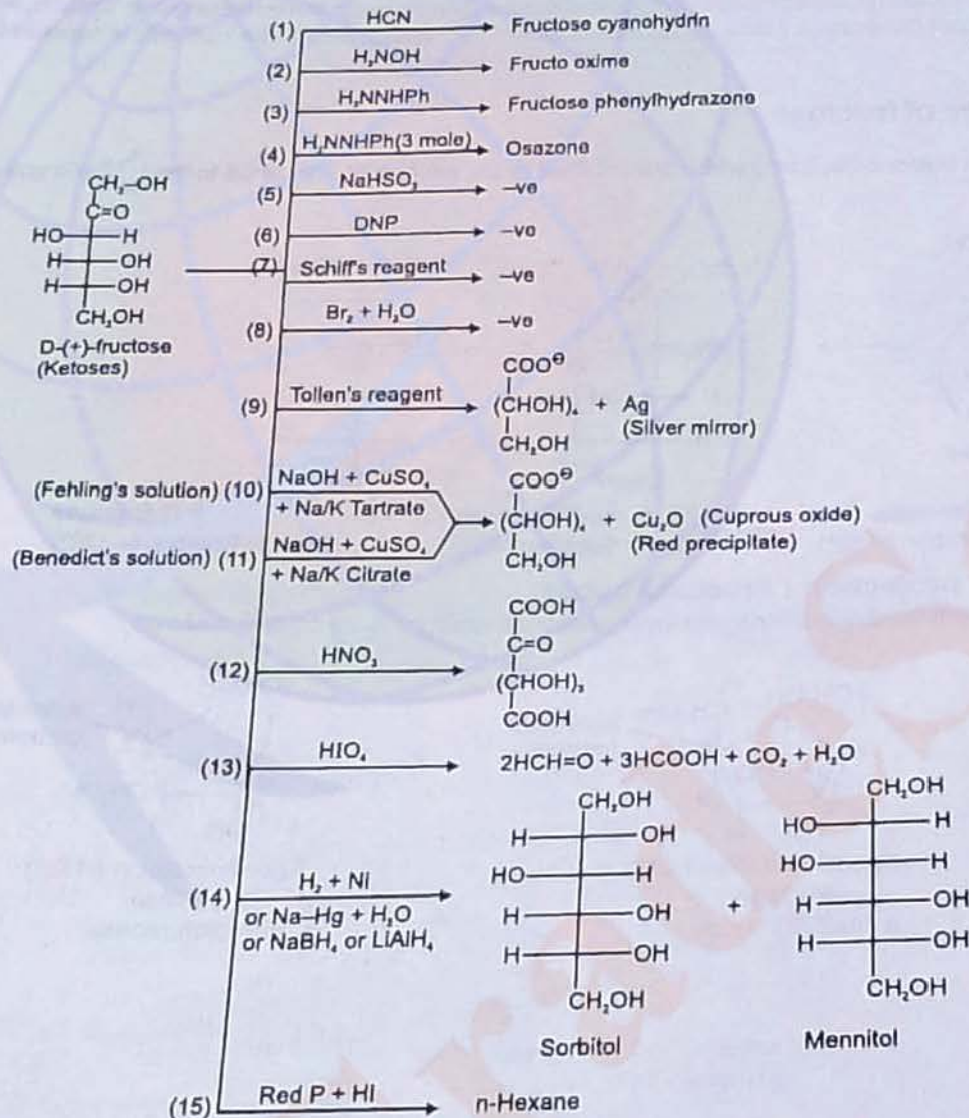 (1) HCN Fructose cyanohydrin
(2) H₂NOH Fructo oxime
(3) H₂NNHPh Fructose phenylhydrazone
(4) H₂NNHPh(3 mole) Osazone
(5) NaHSO₃ –ve
(6) DNP –ve
(7) Schiff's reagent –ve
(8) Br₂ + H₂O –ve
CH₂–OH
C=O
HO H
H OH
H OH
CH₂OH
D-(+)-fructose
(Ketoses)
(9) Tollen's reagent
COO⊖
(CHOH)₄ + Ag
(Silver mirror)
CH₂OH
(Fehling's solution) (10) NaOH + CuSO₄
+ Na/K Tartrate
(Benedict's solution) (11) NaOH + CuSO₄
+ Na/K Citrate
COO⊖
(CHOH)₄ + Cu₂O (Cuprous oxide)
(Red precipitate)
CH₂OH
(12) HNO₃
COOH
C=O
(CHOH)₃
COOH
(13) HIO₄ 2HCH=O + 3HCOOH + CO₂ + H₂O
(14) H₂ + Ni
or Na–Hg + H₂O
or NaBH₄ or LiAlH₄
CH₂OH
H OH
HO H
H OH
H OH
CH₂OH
Sorbitol
+
CH₂OH
HO H
HO H
H OH
H OH
CH₂OH
Mennitol
(15) Red P + HI n-Hexane